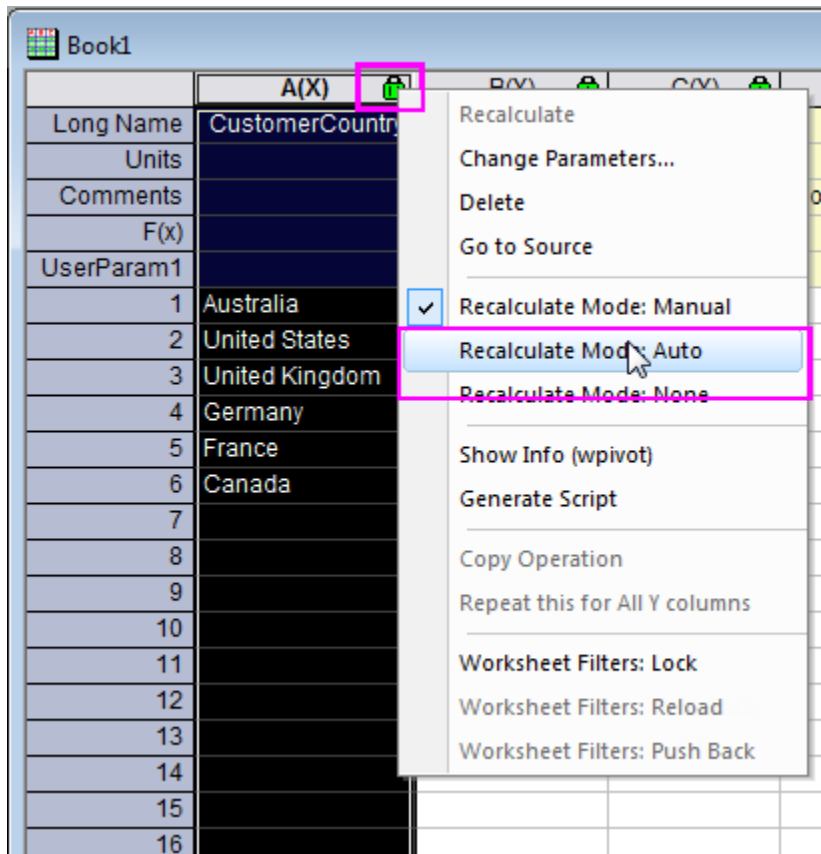 Book1
A(X) B(Y) C(Y)
Long Name CustomerCountry
Units
Comments
F(x)
UserParam1
1 Australia
2 United States
3 United Kingdom
4 Germany
5 France
6 Canada
7
8
9
10
11
12
13
14
15
16
Recalculate
Change Parameters...
Delete
Go to Source
Recalculate Mode: Manual
Recalculate Mode: Auto
Recalculate Mode: None
Show Info (wpivot)
Generate Script
Copy Operation
Repeat this for All Y columns
Worksheet Filters: Lock
Worksheet Filters: Reload
Worksheet Filters: Push Back